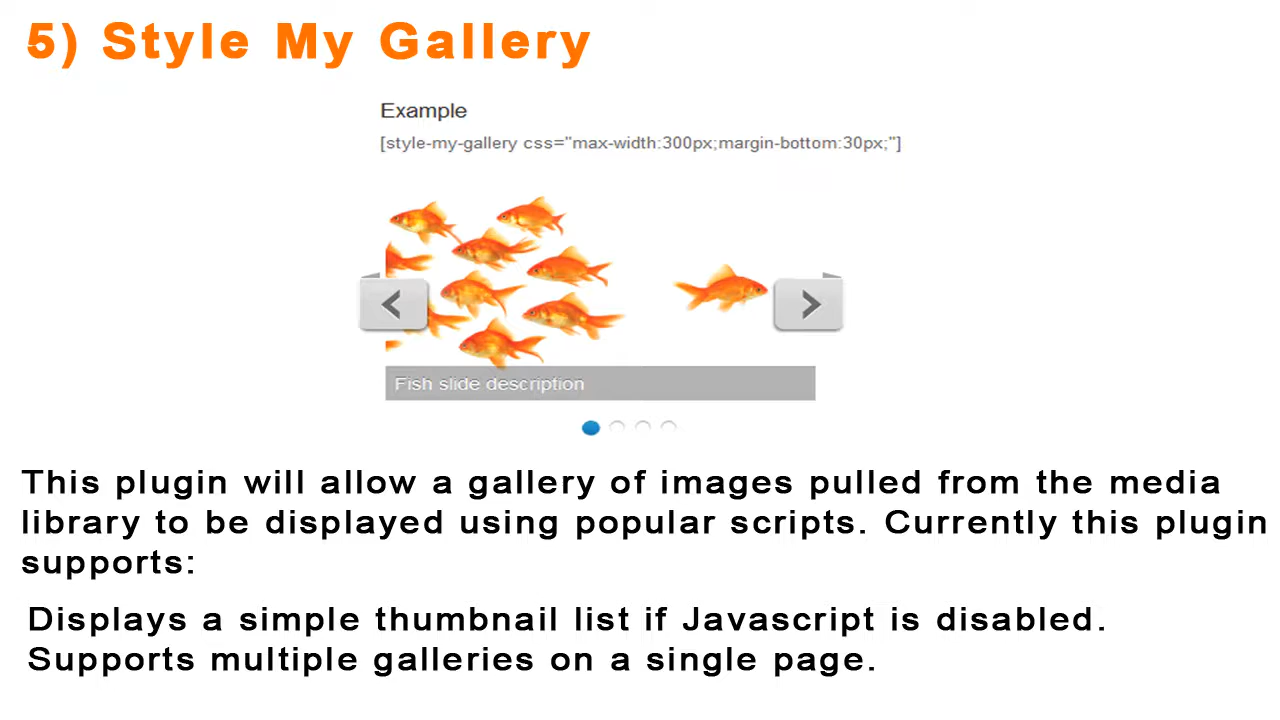 5) Style My Gallery
Example
[style-my-gallery css="max-width:300px;margin-bottom:30px;"]
Fish slide description
This plugin will allow a gallery of images pulled from the media
library to be displayed using popular scripts. Currently this plugin
supports:
Displays a simple thumbnail list if Javascript is disabled.
Supports multiple galleries on a single page.